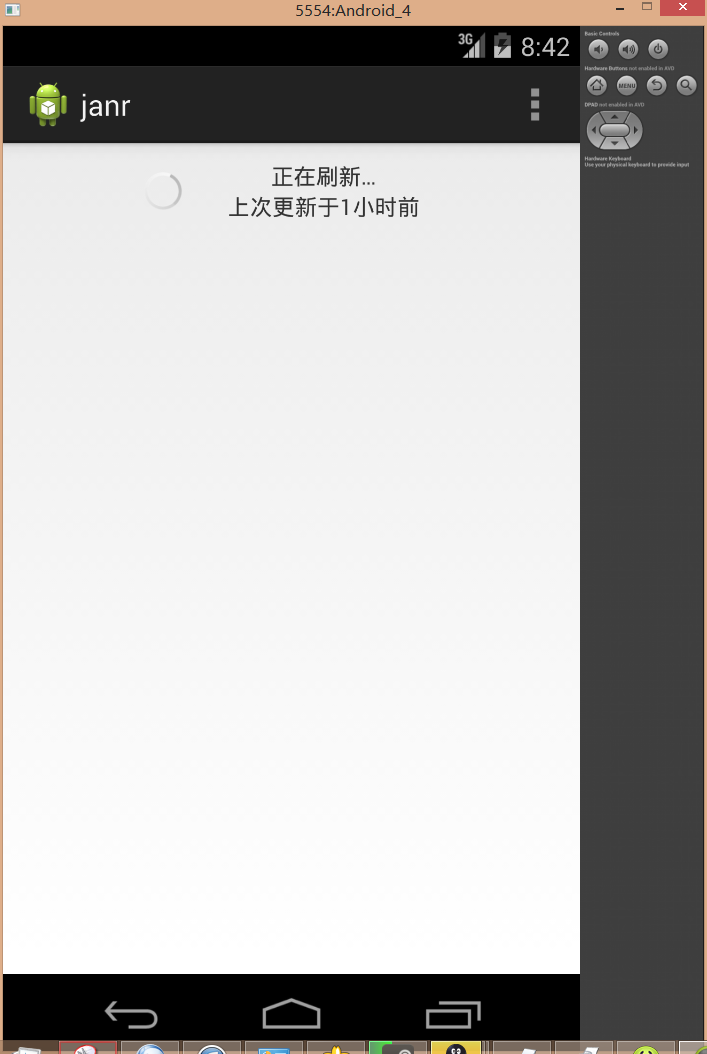 5554:Android_4
3G 8:42
janr
正在刷新...
上次更新于1小时前
Basic Controls
Hardware Buttons not enabled in AVD
MENU
DPAD not enabled in AVD
Hardware Keyboard
Use your physical keyboard to provide input